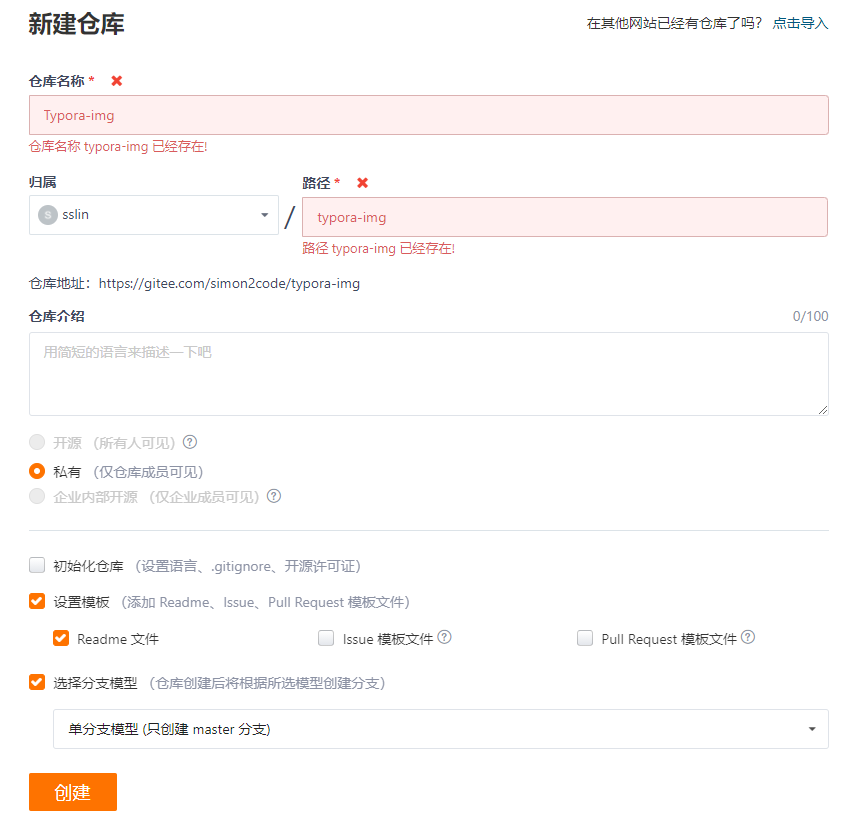 新建仓库
在其他网站已经有仓库了吗？ 点击导入
仓库名称 *
Typora-img
仓库名称 typora-img 已经存在!
归属
路径 *
S sslin
/
typora-img
路径 typora-img 已经存在!
仓库地址：https://gitee.com/simon2code/typora-img
仓库介绍
0/100
用简短的语言来描述一下吧
开源 （所有人可见） ?
私有 （仅仓库成员可见）
企业内部开源 （仅企业成员可见） ?
初始化仓库 （设置语言、.gitignore、开源许可证）
设置模板 （添加 Readme、Issue、Pull Request 模板文件）
Readme 文件
Issue 模板文件 ?
Pull Request 模板文件 ?
选择分支模型 （仓库创建后将根据所选模型创建分支）
单分支模型 (只创建 master 分支)
创建